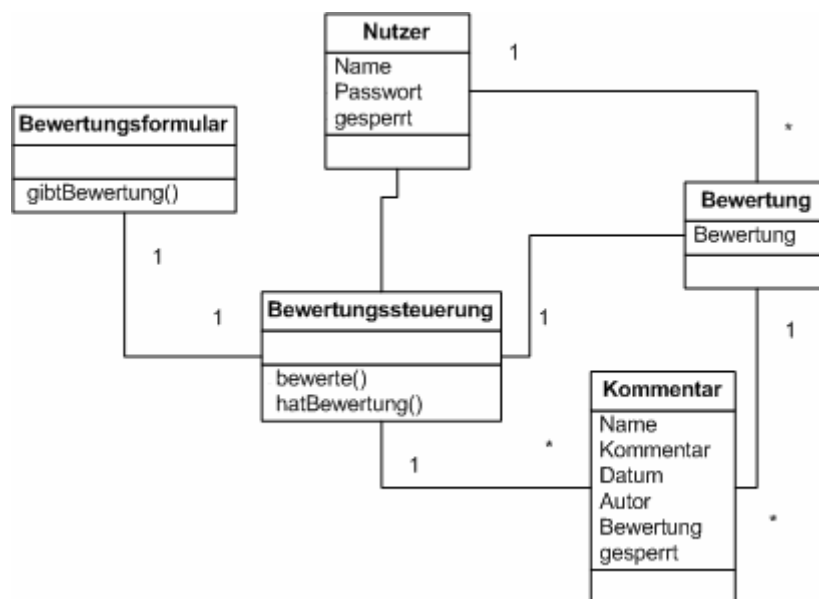 Nutzer
Name
Passwort
gesperrt
1
*
Bewertungsformular
gibtBewertung()
1
1
Bewertung
Bewertung
Bewertungssteuerung
bewerte()
hatBewertung()
1
1
1
*
Kommentar
Name
Kommentar
Datum
Autor
Bewertung
gesperrt
*